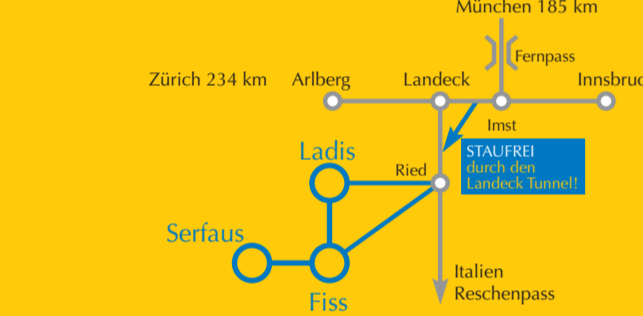 München 185 km
Fernpass
Zürich 234 km
Arlberg
Landeck
Imst
STAUFREI
durch den
Landeck Tunnel!
Ladis
Ried
Serfaus
Fiss
Italien
Reschenpass